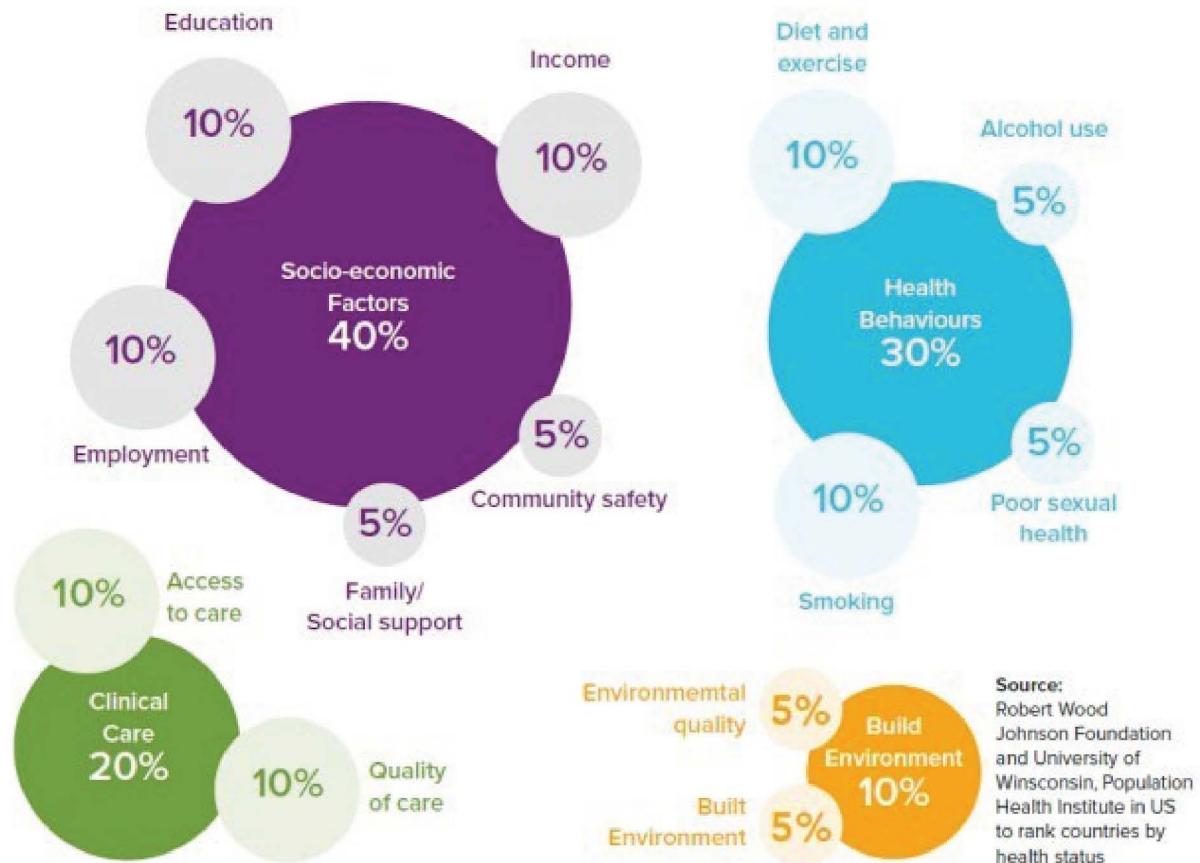 Education
10%
Income
10%
Socio-economic
Factors
40%
10%
Employment
5%
Community safety
5%
Family/
Social support
Diet and
exercise
10%
Alcohol use
5%
Health
Behaviours
30%
5%
Poor sexual
health
10%
Smoking
10%
Access
to care
Clinical
Care
20%
10%
Quality
of care
Environmemtal
quality
5%
Build
Environment
10%
Built
Environment
5%
Source:
Robert Wood
Johnson Foundation
and University of
Winsconsin, Population
Health Institute in US
to rank countries by
health status